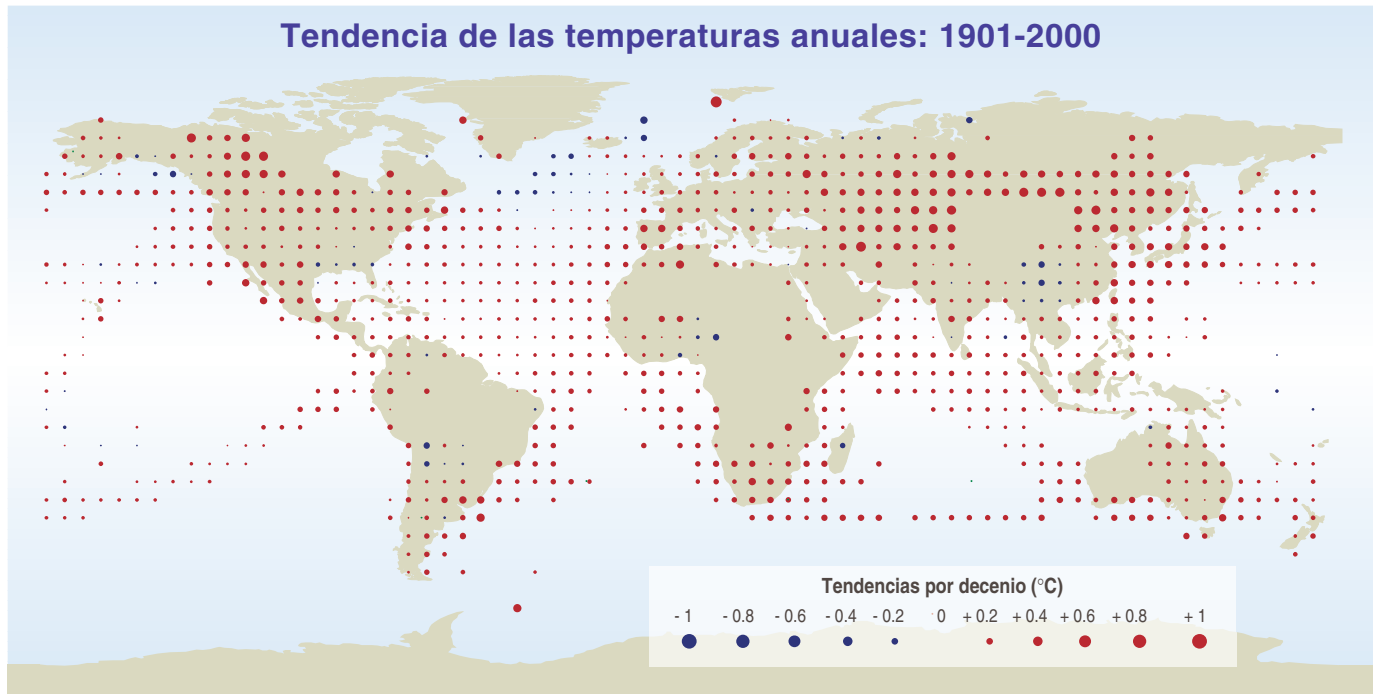 Tendencia de las temperaturas anuales: 1901-2000
Tendencias por decenio (°C)
- 1 - 0.8 - 0.6 - 0.4 - 0.2 0 + 0.2 + 0.4 + 0.6 + 0.8 + 1